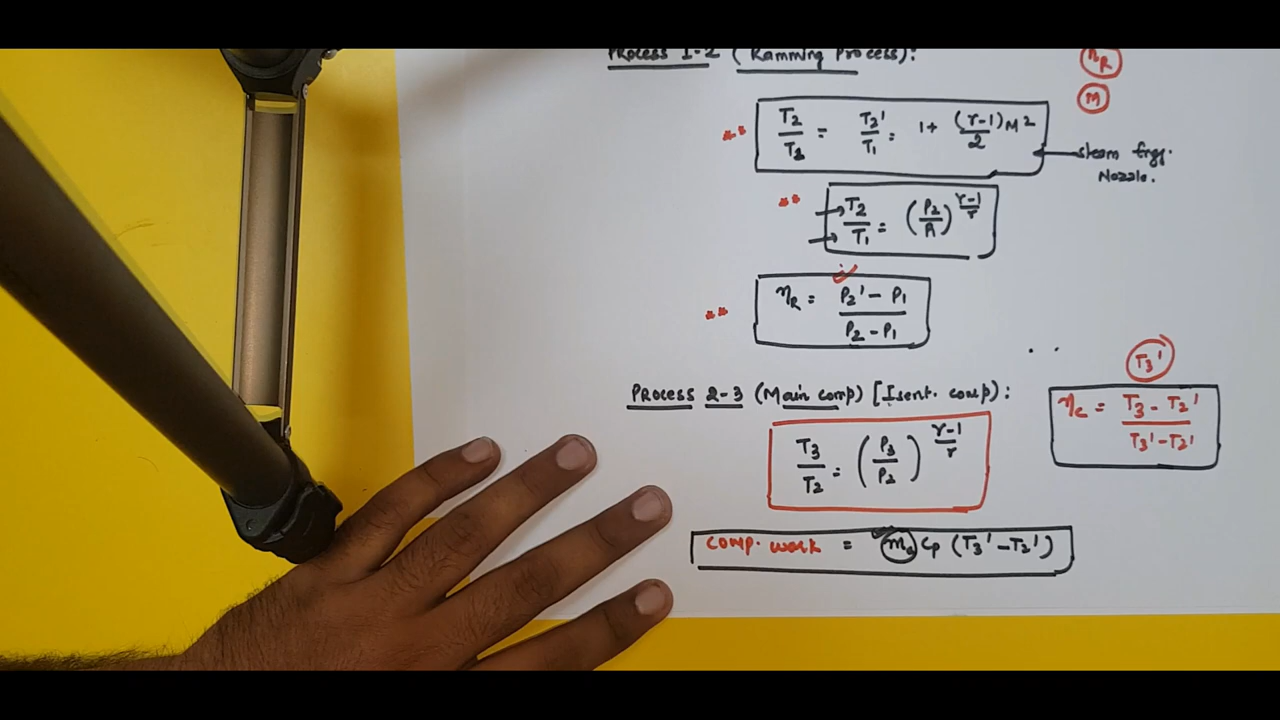 Process 1-2 (Ramming Process):
ηR
M
** T2/T1 = T2'/T1 = 1 + (γ-1)/2 M²
steam Engg. Nozzle.
** T2/T1 = (P2/P1)^(γ-1)/γ
** ηR = (P2' - P1)/(P2 - P1)
PROCESS 2-3 (Main comp) [Isent. comp):
T3'
ηc = (T3 - T2')/(T3' - T2')
T3/T2 = (P3/P2)^(γ-1)/γ
comp. work = ma Cp (T3' - T2')